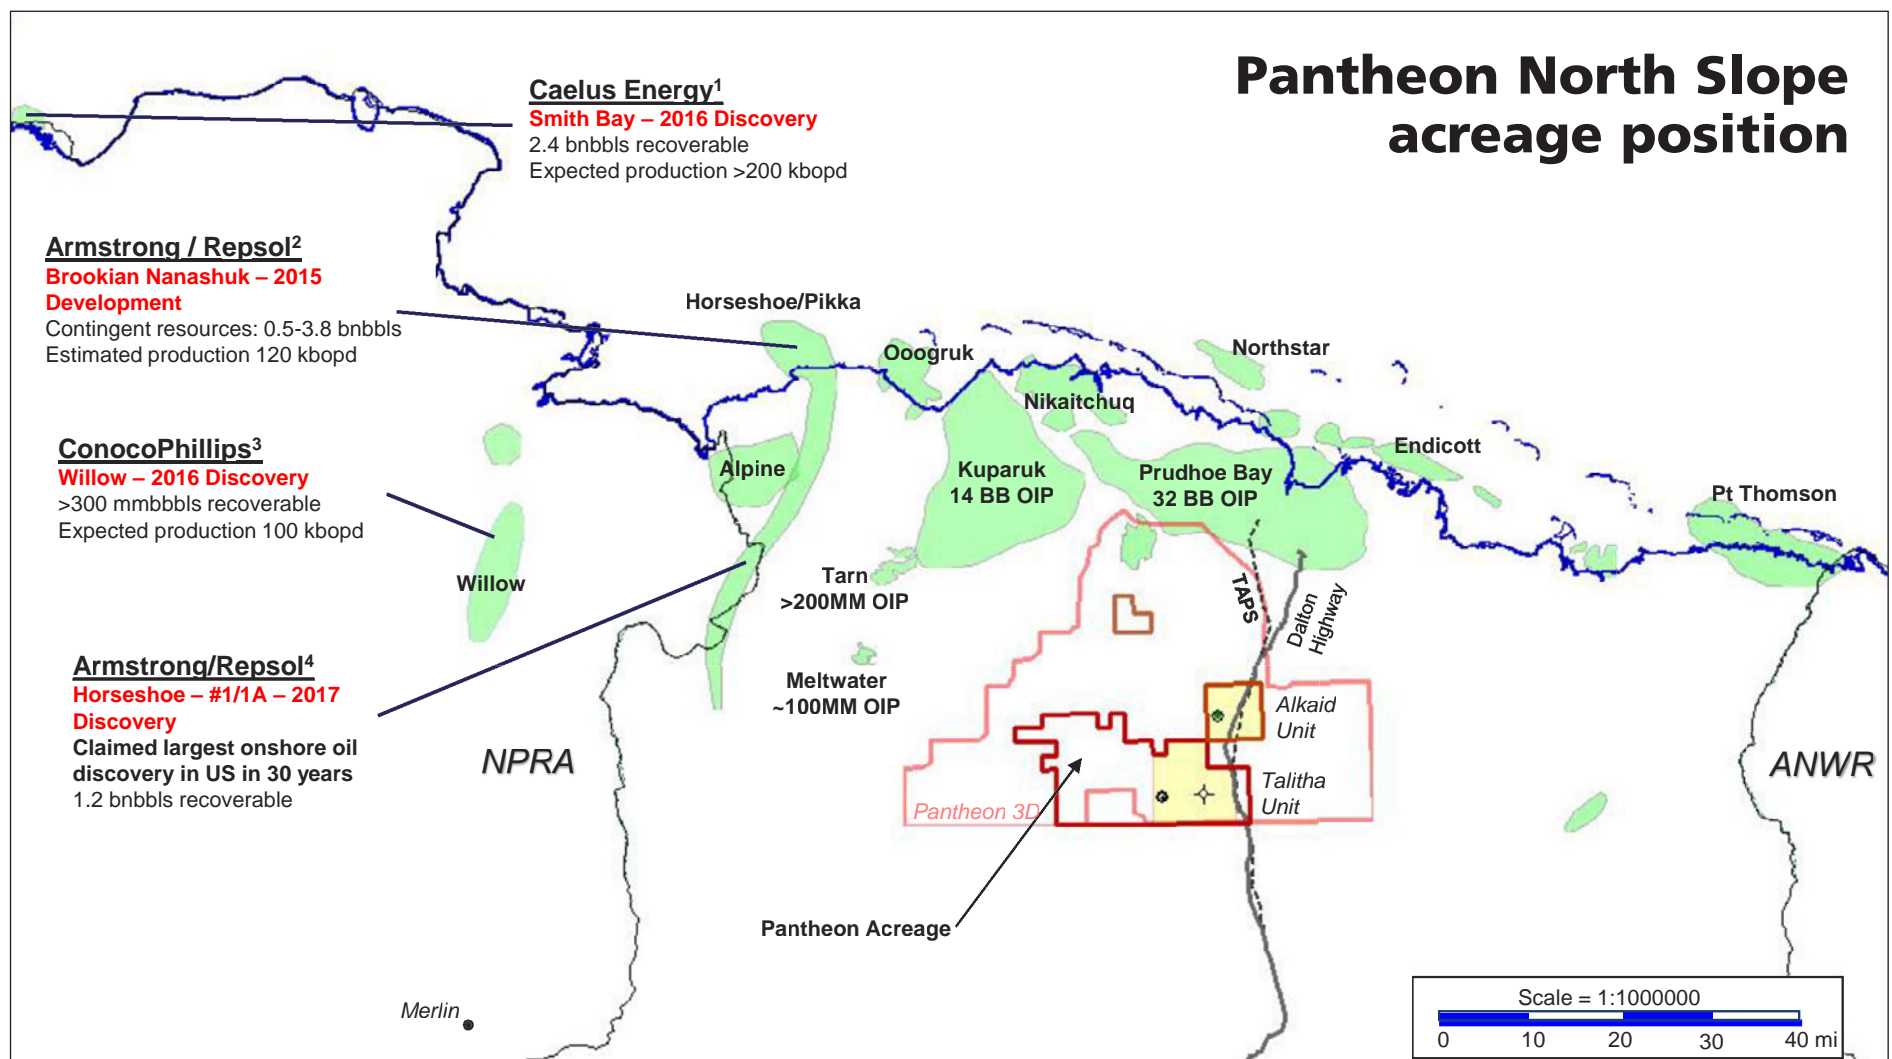 Pantheon North Slope
acreage position
Caelus Energy¹
Smith Bay – 2016 Discovery
2.4 bnbbls recoverable
Expected production >200 kbopd
Armstrong / Repsol²
Brookian Nanashuk – 2015
Development
Contingent resources: 0.5-3.8 bnbbls
Estimated production 120 kbopd
ConocoPhillips³
Willow – 2016 Discovery
>300 mmbbbls recoverable
Expected production 100 kbopd
Armstrong/Repsol⁴
Horseshoe – #1/1A – 2017
Discovery
Claimed largest onshore oil
discovery in US in 30 years
1.2 bnbbls recoverable
Horseshoe/Pikka
Ooogruk
Northstar
Nikaitchuq
Endicott
Alpine
Kuparuk
14 BB OIP
Prudhoe Bay
32 BB OIP
Pt Thomson
Willow
Tarn
>200MM OIP
TAPS
Dalton
Highway
Meltwater
~100MM OIP
Alkaid
Unit
NPRA
ANWR
Talitha
Unit
Pantheon 3D
Pantheon Acreage
Merlin
Scale = 1:1000000
0 10 20 30 40 mi